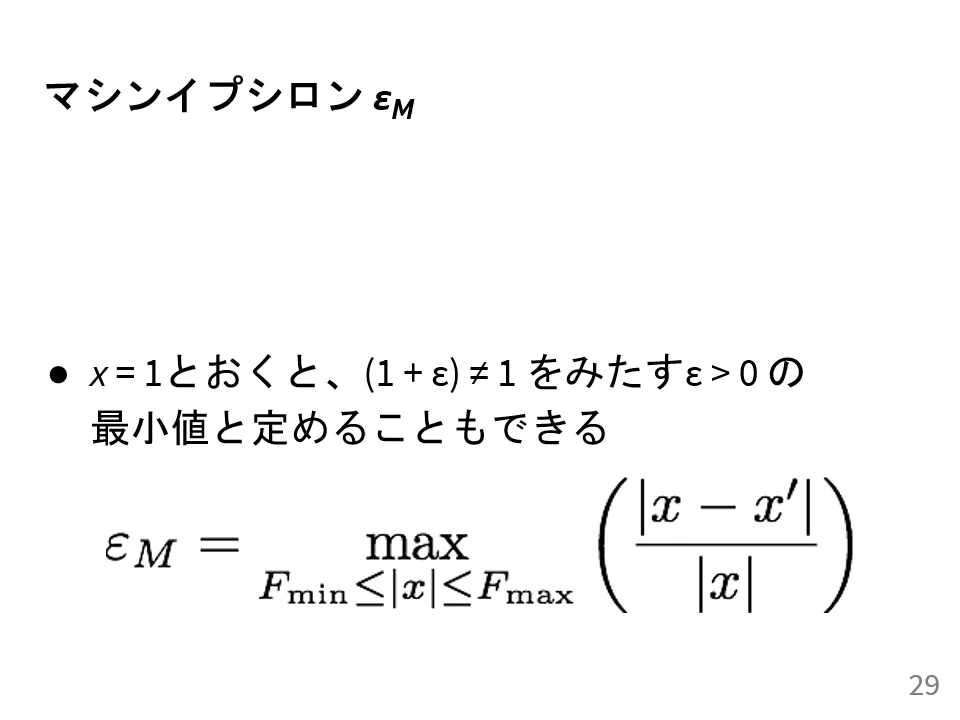 マシンイプシロン εM
● x = 1とおくと、(1 + ε) ≠ 1 をみたすε > 0 の
最小値と定めることもできる
εM = max Fmin≤|x|≤Fmax (|x − x′| / |x|)
29